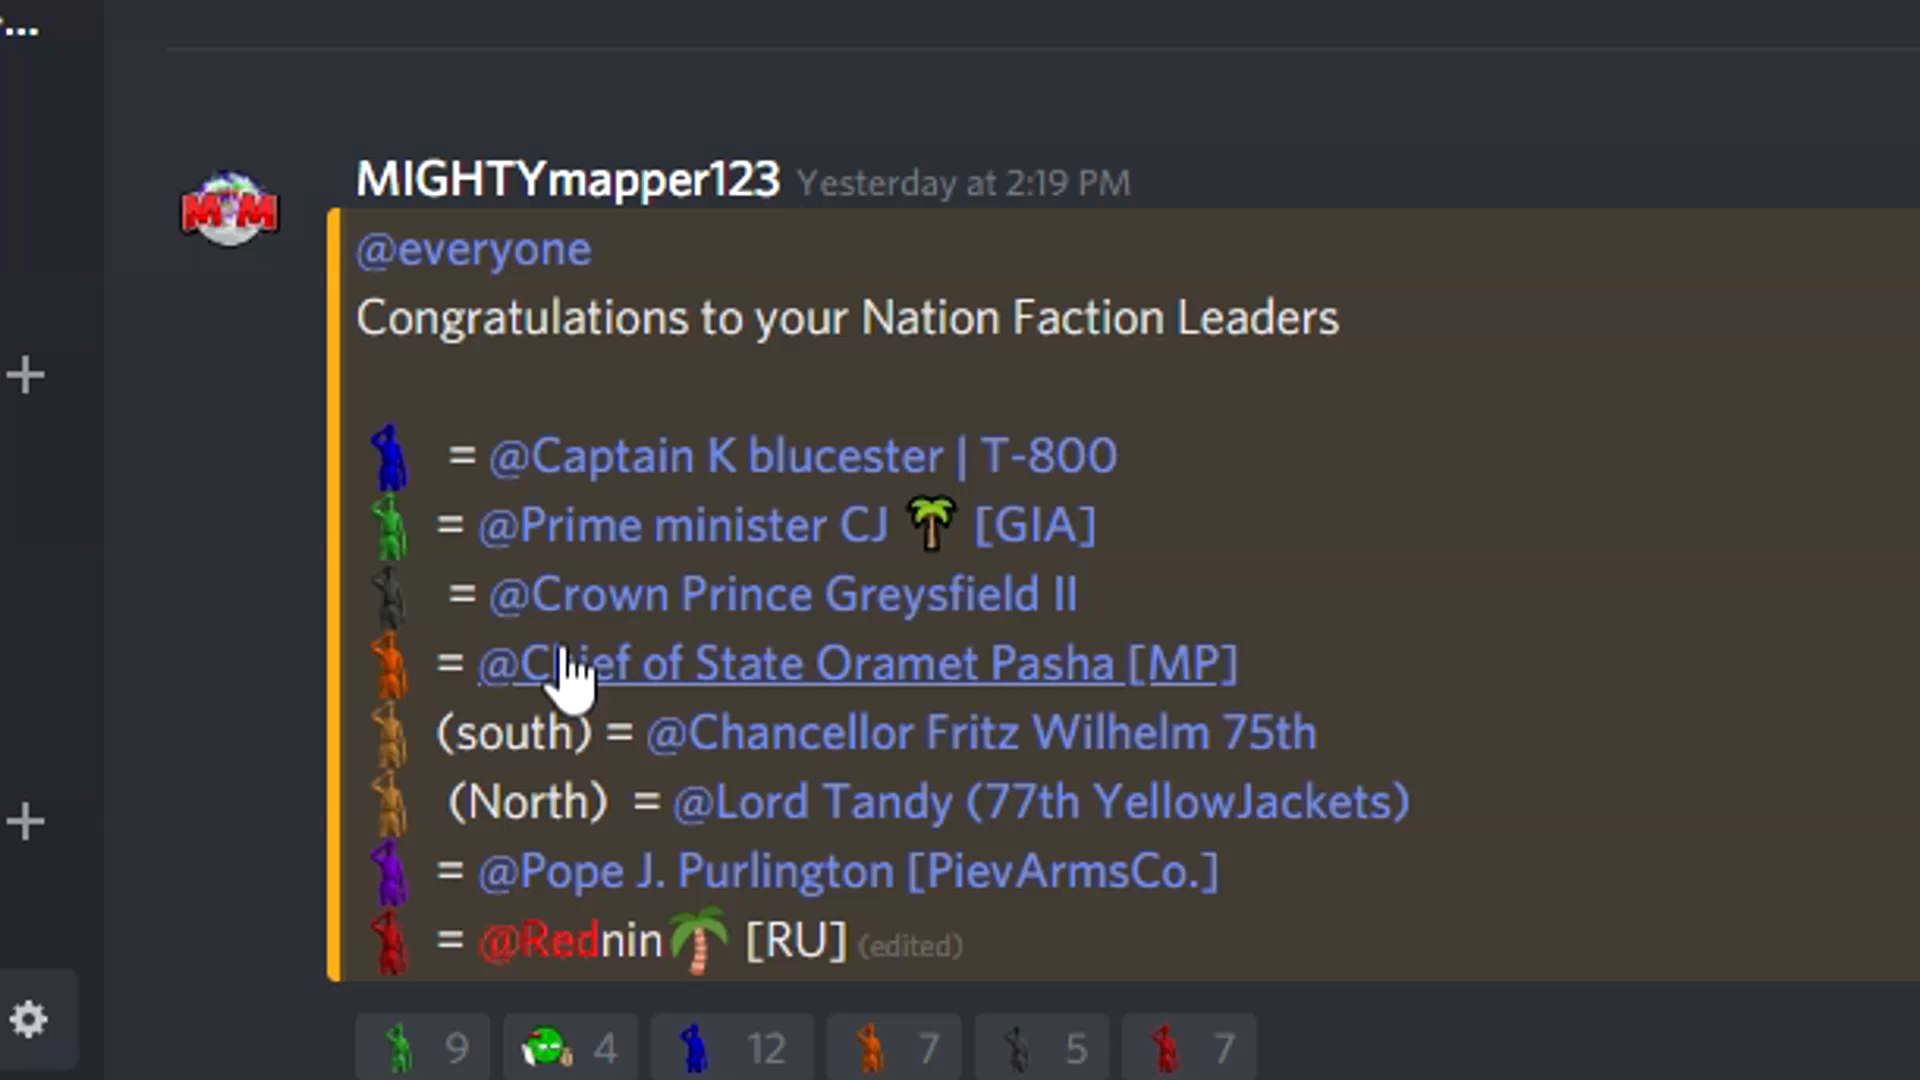 ...
MIGHTYmapper123 Yesterday at 2:19 PM
MM
@everyone
Congratulations to your Nation Faction Leaders
= @Captain K blucester | T-800
= @Prime minister CJ 🌴 [GIA]
= @Crown Prince Greysfield II
= @Chief of State Oramet Pasha [MP]
(south) = @Chancellor Fritz Wilhelm 75th
(North) = @Lord Tandy (77th YellowJackets)
= @Pope J. Purlington [PievArmsCo.]
= @Rednin🌴 [RU] (edited)
9 4 12 7 5 7